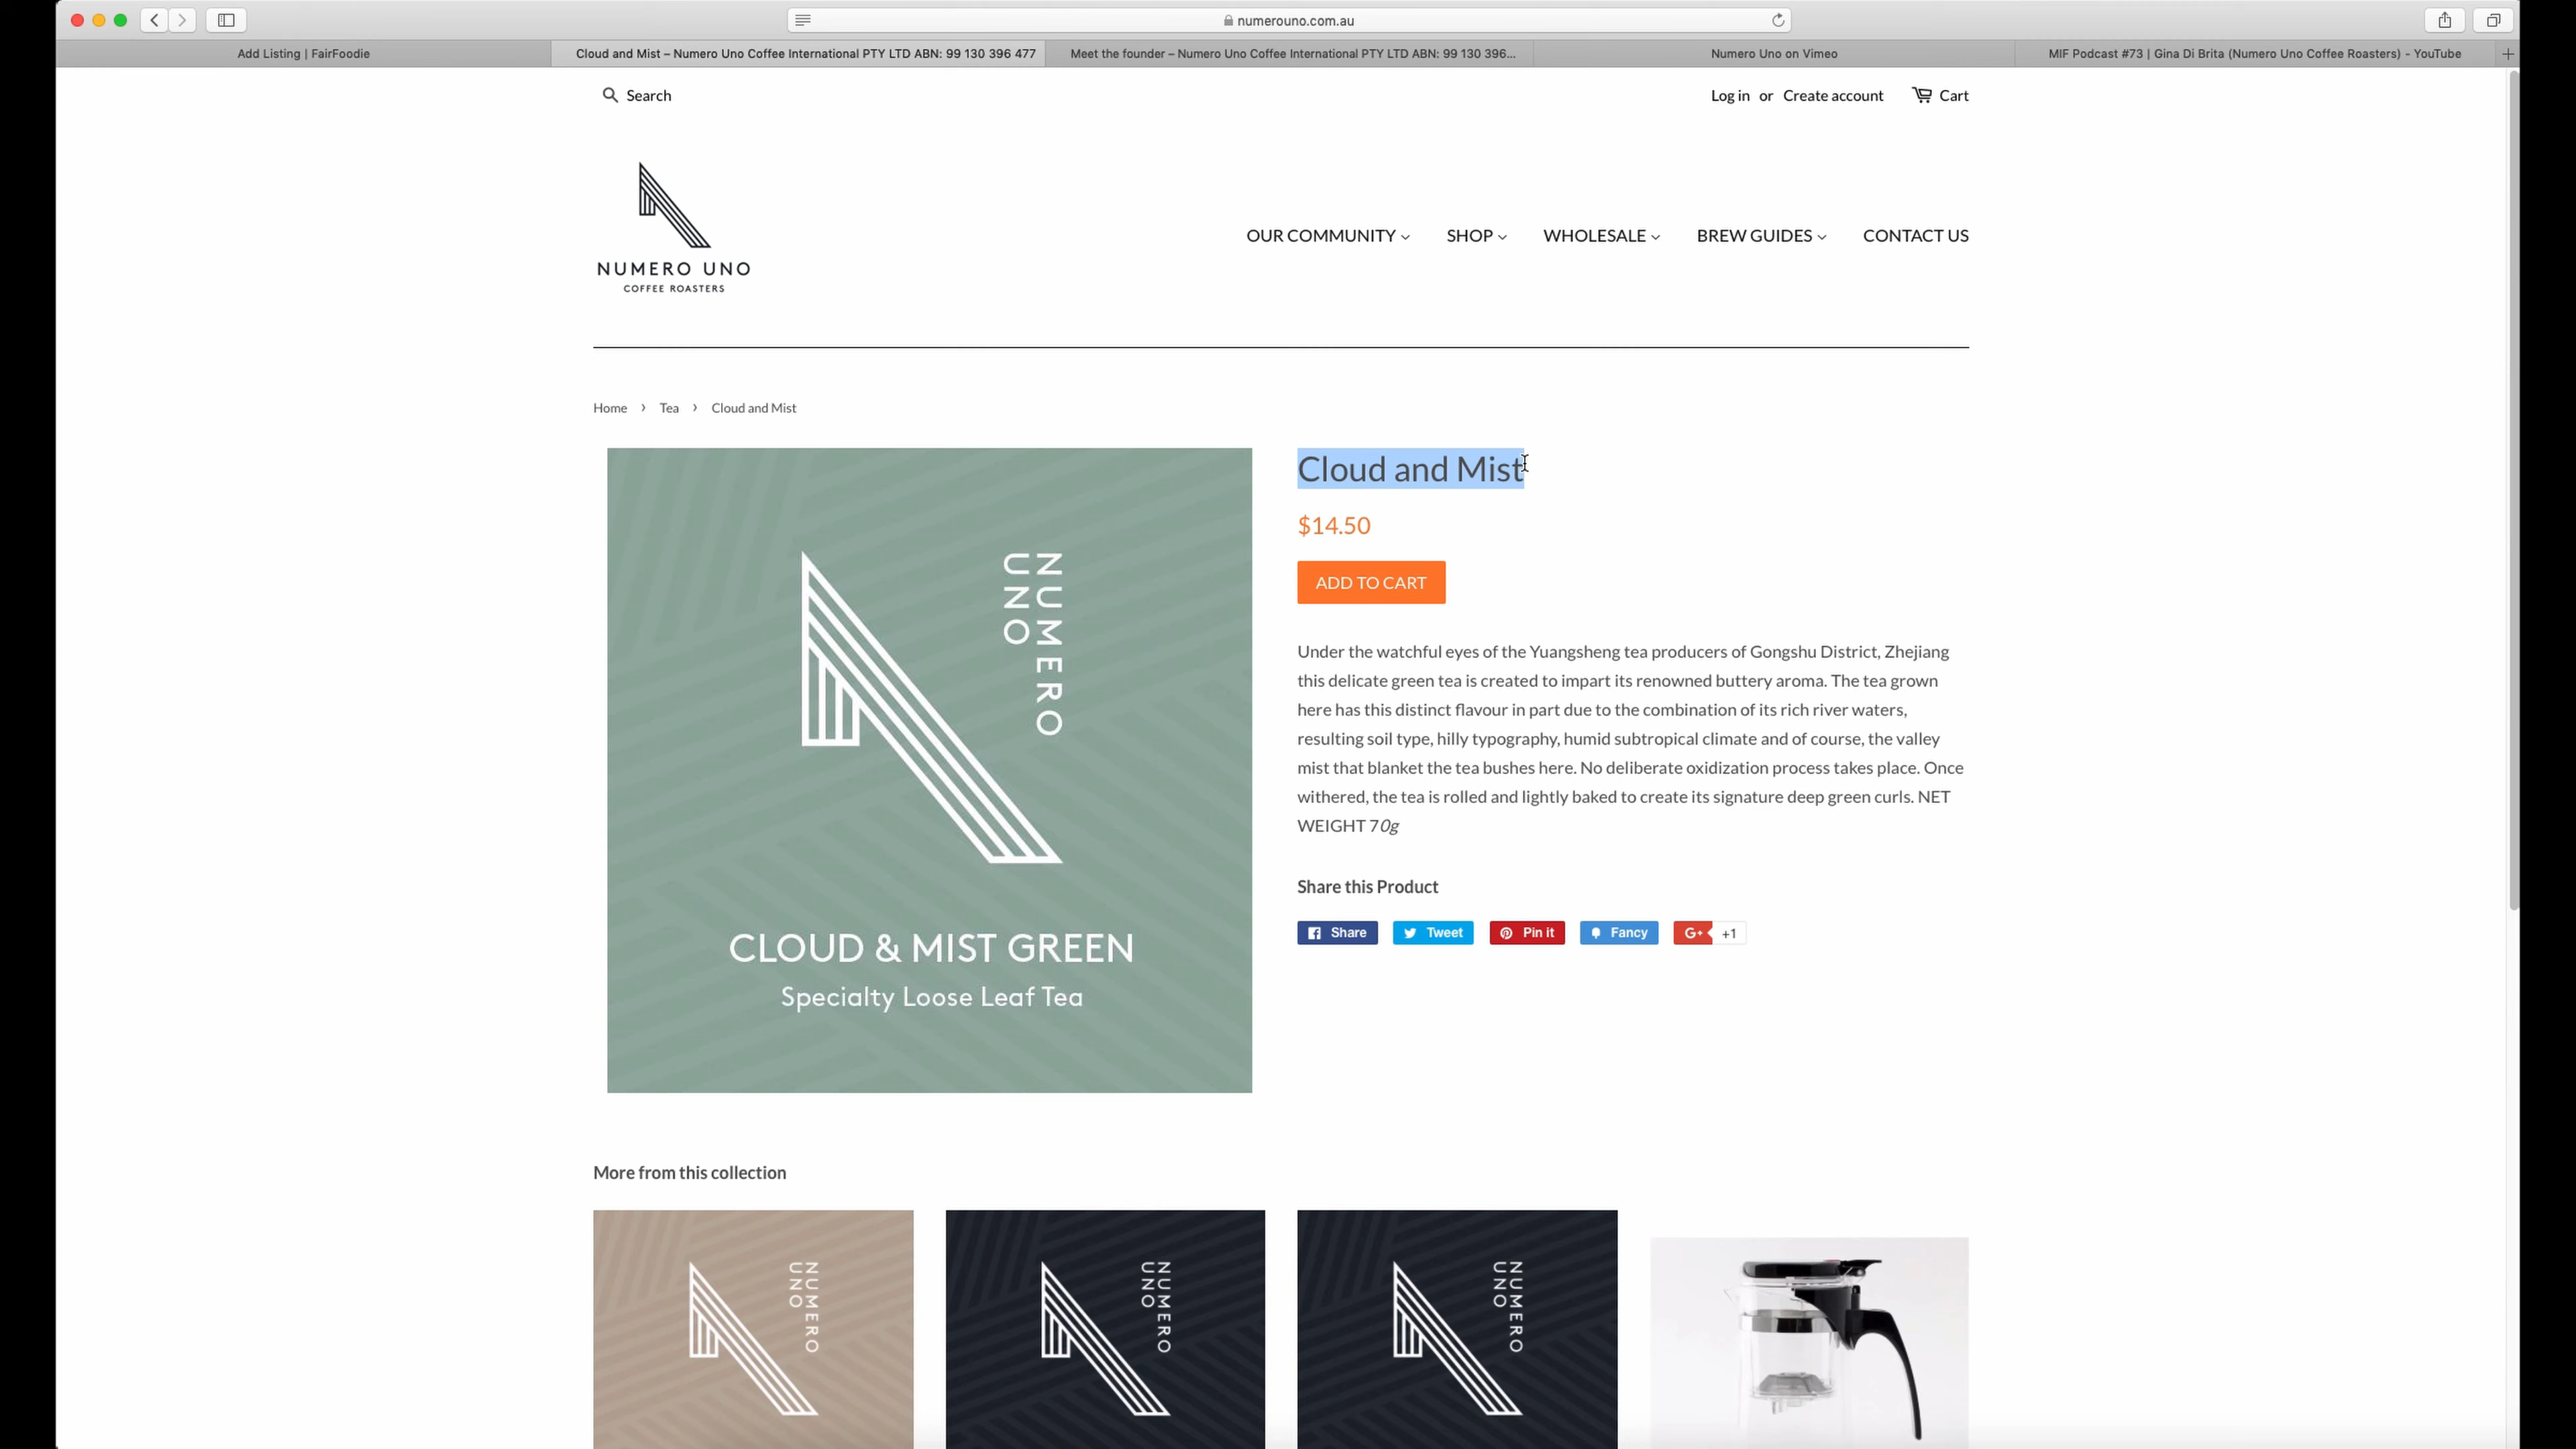 numerouno.com.au
Add Listing | FairFoodie
Cloud and Mist – Numero Uno Coffee International PTY LTD ABN: 99 130 396 477
Meet the founder – Numero Uno Coffee International PTY LTD ABN: 99 130 396...
Numero Uno on Vimeo
MIF Podcast #73 | Gina Di Brita (Numero Uno Coffee Roasters) - YouTube
Search
Log in or Create account
Cart
NUMERO UNO
COFFEE ROASTERS
OUR COMMUNITY
SHOP
WHOLESALE
BREW GUIDES
CONTACT US
Home › Tea › Cloud and Mist
NUMERO
UNO
CLOUD & MIST GREEN
Specialty Loose Leaf Tea
Cloud and Mist
$14.50
ADD TO CART
Under the watchful eyes of the Yuangsheng tea producers of Gongshu District, Zhejiang
this delicate green tea is created to impart its renowned buttery aroma. The tea grown
here has this distinct flavour in part due to the combination of its rich river waters,
resulting soil type, hilly typography, humid subtropical climate and of course, the valley
mist that blanket the tea bushes here. No deliberate oxidization process takes place. Once
withered, the tea is rolled and lightly baked to create its signature deep green curls. NET
WEIGHT 70g
Share this Product
Share
Tweet
Pin it
Fancy
G+ +1
More from this collection
NUMERO
UNO
NUMERO
UNO
NUMERO
UNO